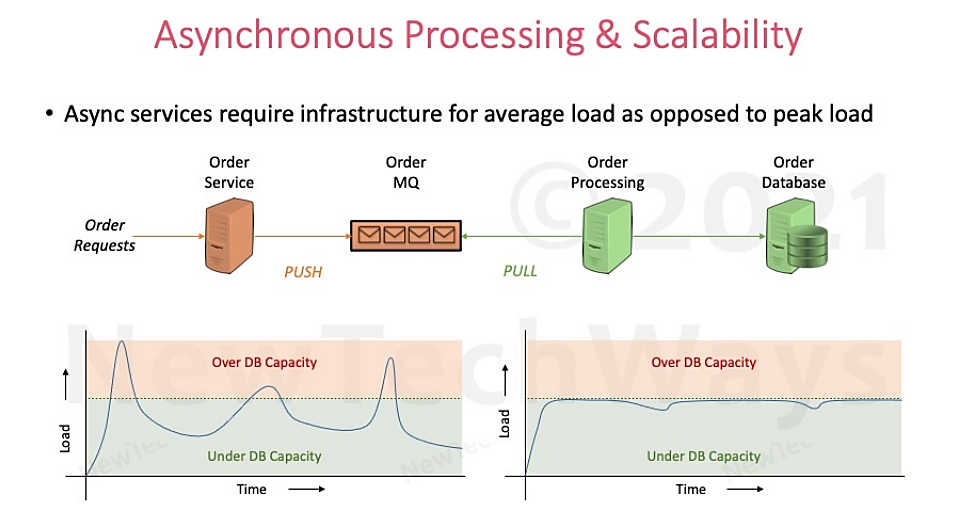 Asynchronous Processing & Scalability
• Async services require infrastructure for average load as opposed to peak load
Order
Service
Order
MQ
Order
Processing
Order
Database
Order
Requests
PUSH
PULL
© 2021
NewTechWays
Over DB Capacity
Under DB Capacity
Load
Time
Over DB Capacity
Under DB Capacity
Load
Time